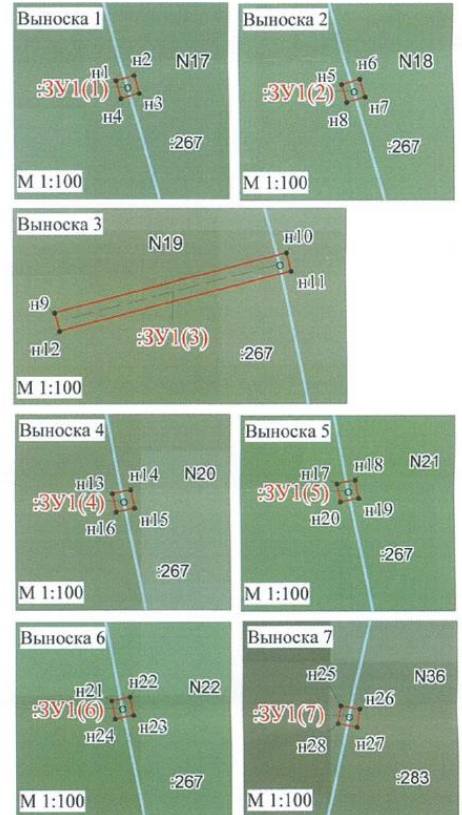 Выноска 1
н1 н2 N17
:ЗУ1(1)
н4 н3
:267
М 1:100
Выноска 2
н5 н6 N18
:ЗУ1(2)
н8 н7
:267
М 1:100
Выноска 3
N19
н10
н11
н9
н12
:ЗУ1(3)
:267
М 1:100
Выноска 4
н13 н14 N20
:ЗУ1(4)
н16 н15
:267
М 1:100
Выноска 5
н17 н18 N21
:ЗУ1(5)
н20 н19
:267
М 1:100
Выноска 6
н21 н22 N22
:ЗУ1(6)
н24 н23
:267
М 1:100
Выноска 7
н25 н26 N36
:ЗУ1(7)
н28 н27
:283
М 1:100